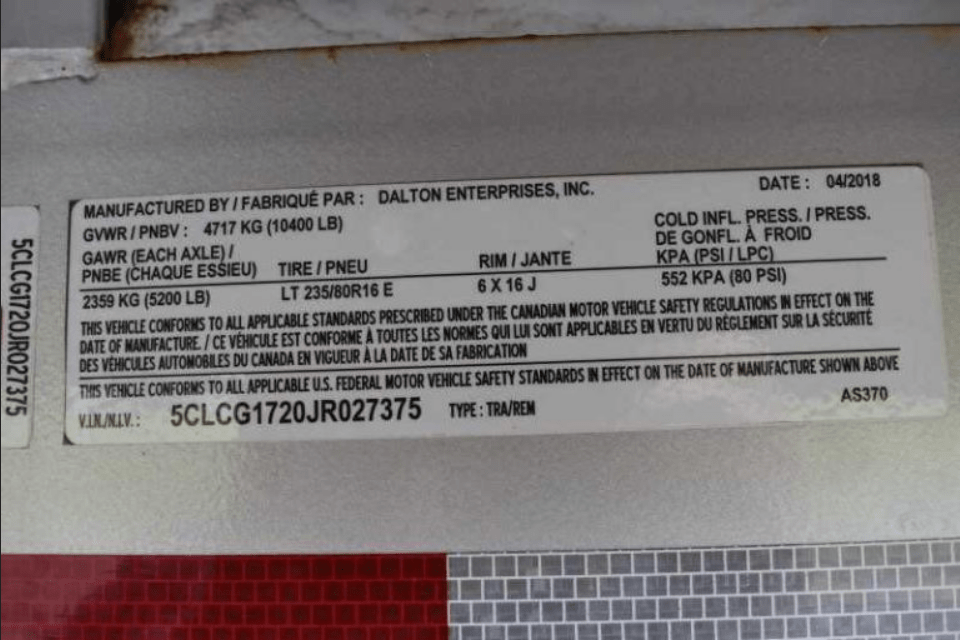 MANUFACTURED BY / FABRIQUÉ PAR : DALTON ENTERPRISES, INC. DATE : 04/2018
GVWR / PNBV : 4717 KG (10400 LB)
COLD INFL. PRESS. / PRESS.
GAWR (EACH AXLE) /
DE GONFL. À FROID
PNBE (CHAQUE ESSIEU) TIRE / PNEU RIM / JANTE KPA (PSI / LPC)
2359 KG (5200 LB) LT 235/80R16 E 6 X 16 J 552 KPA (80 PSI)
THIS VEHICLE CONFORMS TO ALL APPLICABLE STANDARDS PRESCRIBED UNDER THE CANADIAN MOTOR VEHICLE SAFETY REGULATIONS IN EFFECT ON THE
DATE OF MANUFACTURE. / CE VÉHICULE EST CONFORME À TOUTES LES NORMES QUI LUI SONT APPLICABLES EN VERTU DU RÈGLEMENT SUR LA SÉCURITÉ
DES VÉHICULES AUTOMOBILES DU CANADA EN VIGUEUR À LA DATE DE SA FABRICATION
THIS VEHICLE CONFORMS TO ALL APPLICABLE U.S. FEDERAL MOTOR VEHICLE SAFETY STANDARDS IN EFFECT ON THE DATE OF MANUFACTURE SHOWN ABOVE
V.I.N./N.I.V. : 5CLCG1720JR027375 TYPE : TRA/REM AS370
5CLCG1720JR027375